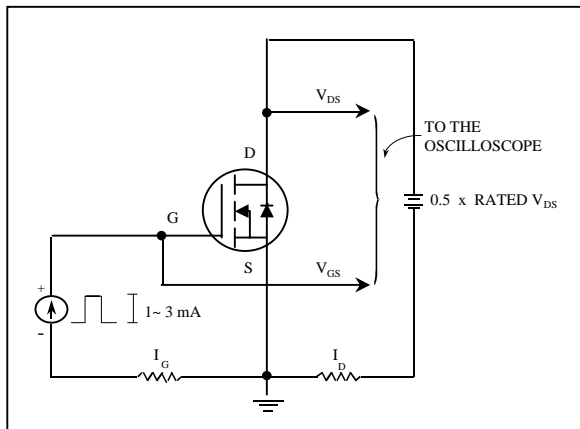 V_DS
TO THE
OSCILLOSCOPE
D
0.5 x RATED V_DS
G
S
V_GS
+
1~ 3 mA
-
I_G
I_D